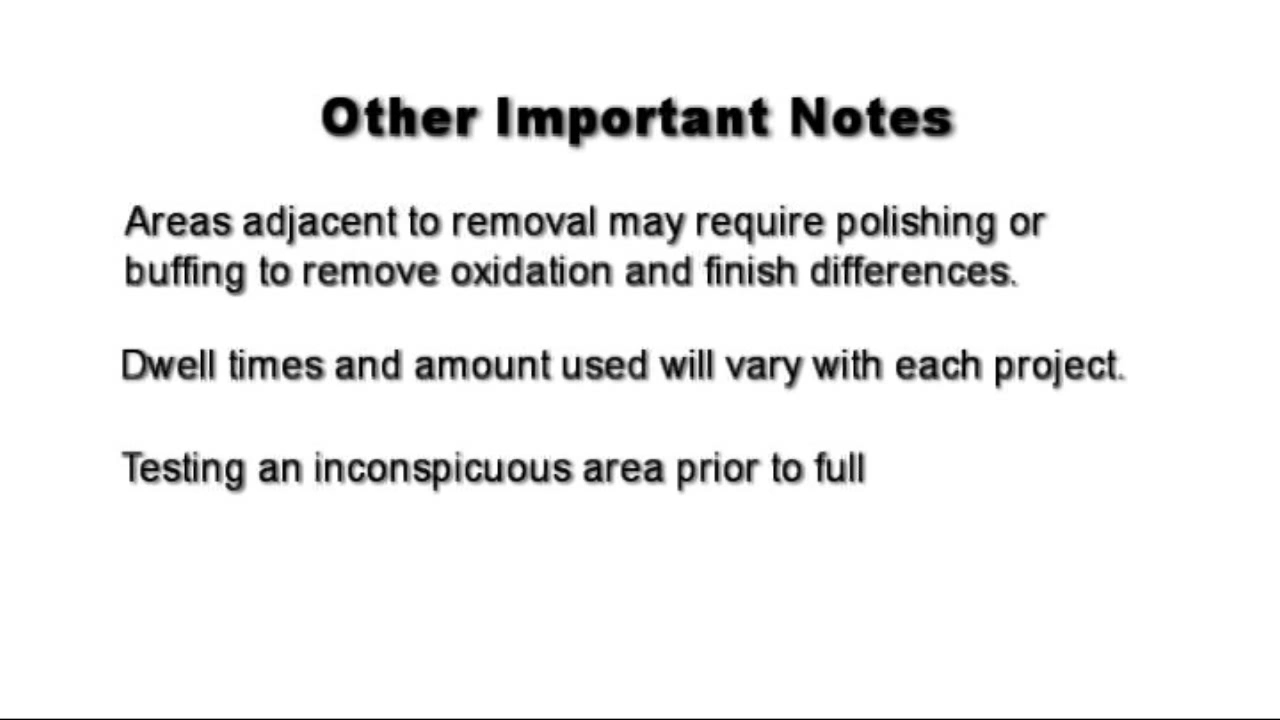 Other Important Notes
Areas adjacent to removal may require polishing or
buffing to remove oxidation and finish differences.
Dwell times and amount used will vary with each project.
Testing an inconspicuous area prior to full